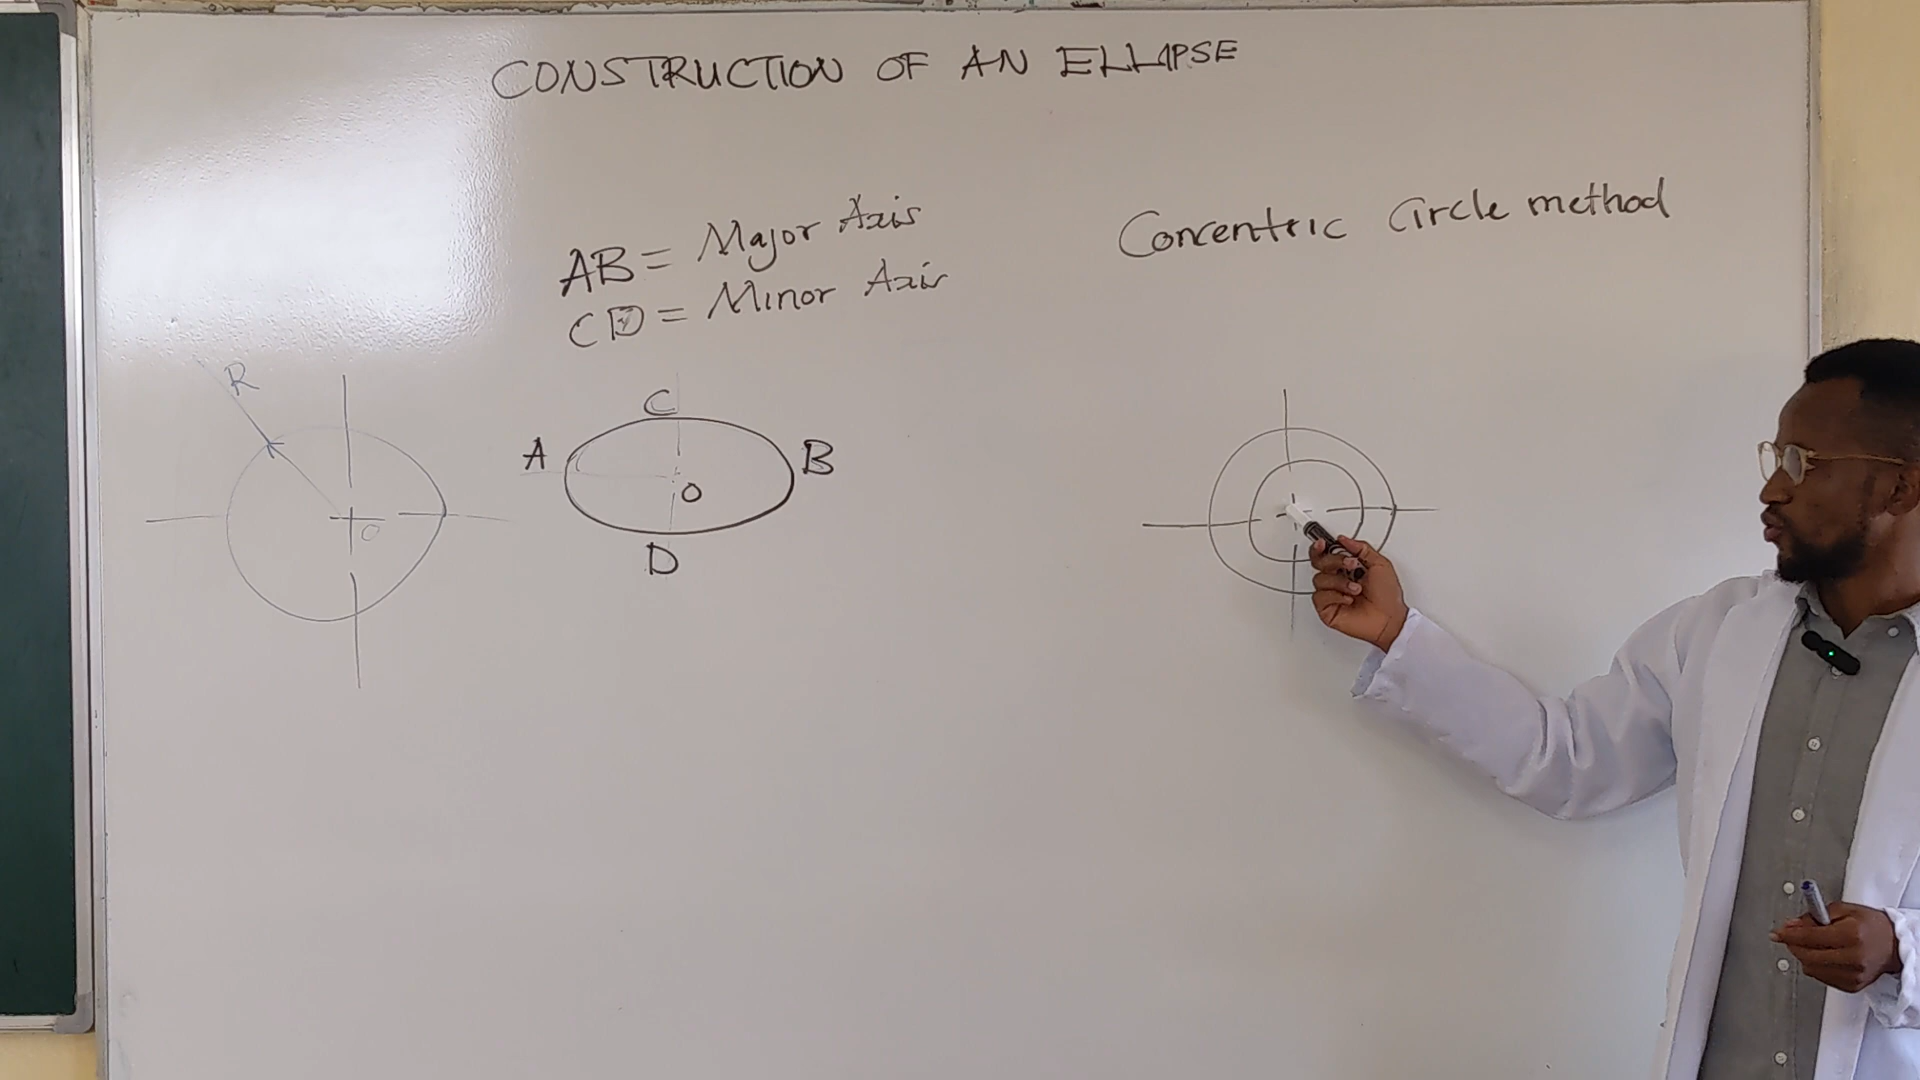 CONSTRUCTION OF AN ELLIPSE
AB = Major Axis
CD = Minor Axis
Concentric Circle method
R
O
C
A
B
O
D